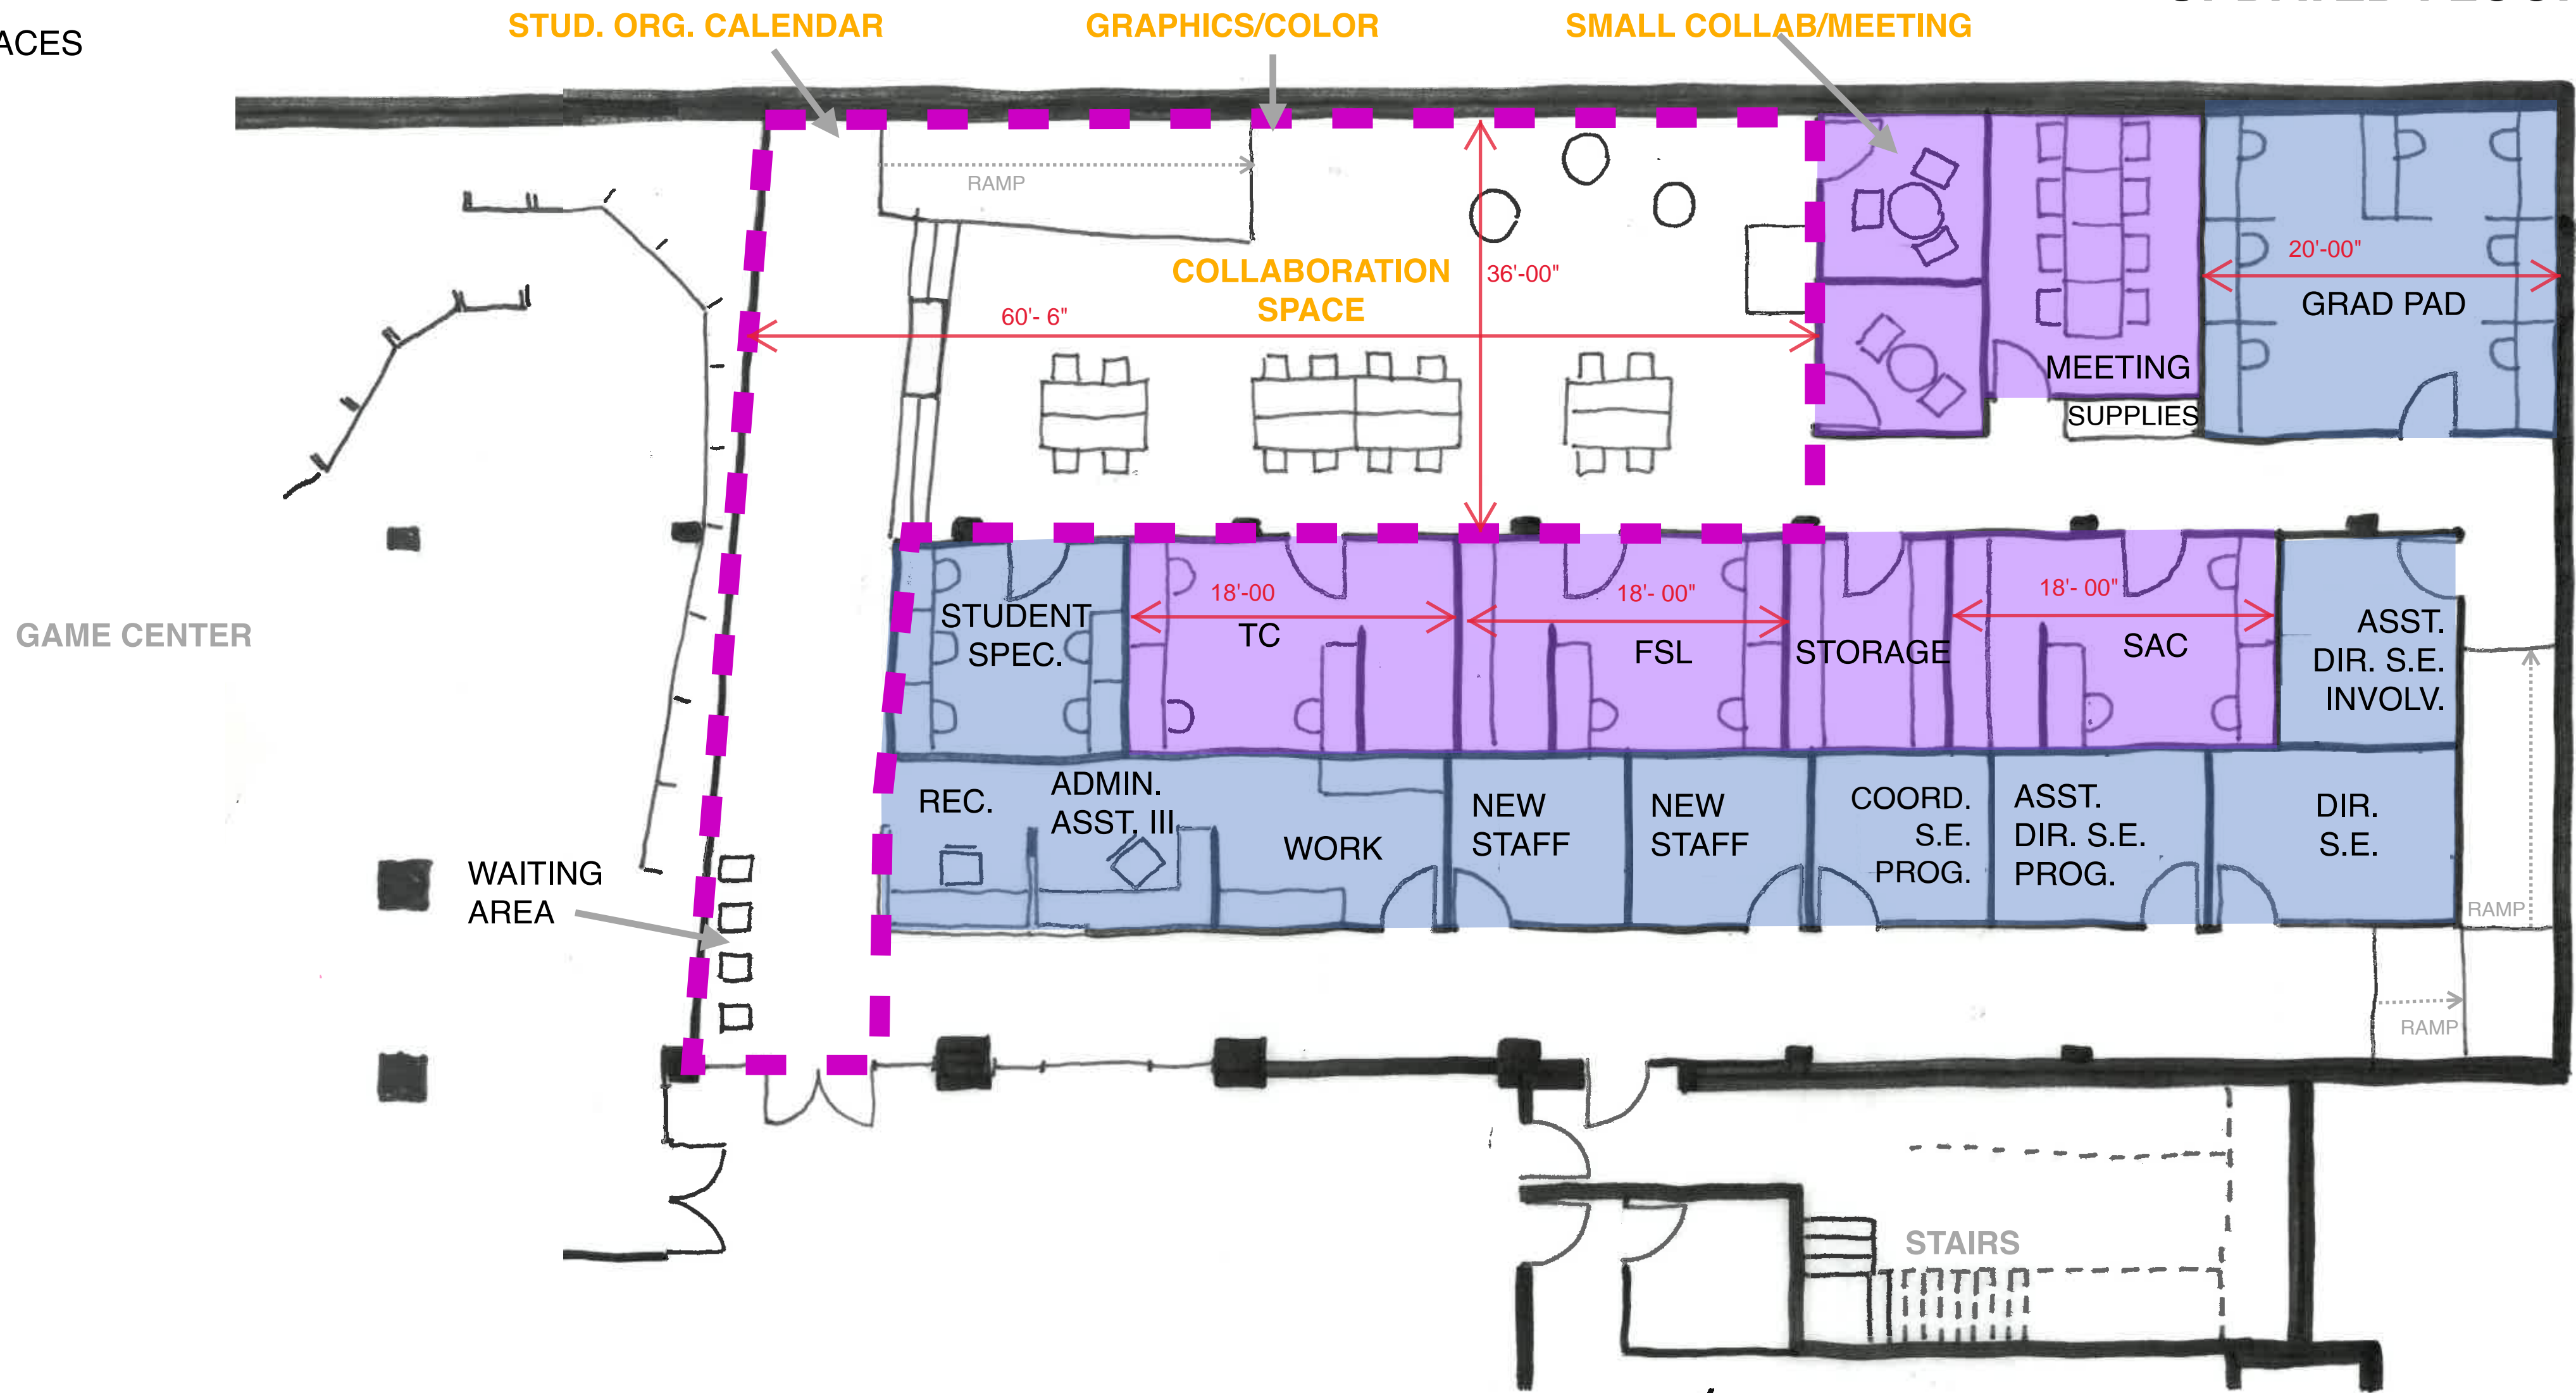 ACES
STUD. ORG. CALENDAR
GRAPHICS/COLOR
SMALL COLLAB/MEETING
RAMP
COLLABORATION
SPACE
36'-00"
60'- 6"
20'-00"
GRAD PAD
MEETING
SUPPLIES
GAME CENTER
STUDENT
SPEC.
18'-00
TC
18'- 00"
FSL
STORAGE
18'- 00"
SAC
ASST.
DIR. S.E.
INVOLV.
REC.
ADMIN.
ASST. III
WORK
NEW
STAFF
NEW
STAFF
COORD.
S.E.
PROG.
ASST.
DIR. S.E.
PROG.
DIR.
S.E.
WAITING
AREA
RAMP
RAMP
STAIRS